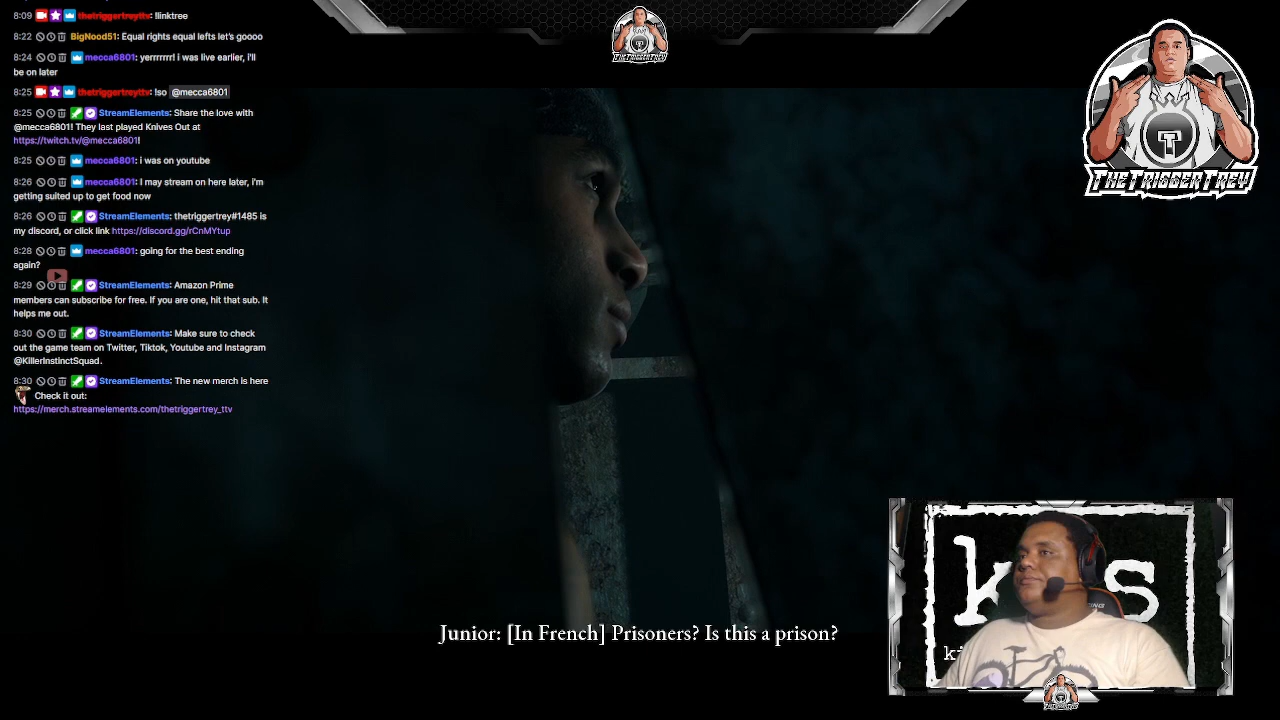 8:09 thetriggertreyttv: !linktree
8:22 BigNood51: Equal rights equal lefts let's goooo
8:24 mecca6801: yerrrrrrr! i was live earlier, i'll
be on later
8:25 thetriggertreyttv: !so @mecca6801
8:25 StreamElements: Share the love with
@mecca6801! They last played Knives Out at
https://twitch.tv/@mecca6801!
8:25 mecca6801: i was on youtube
8:26 mecca6801: I may stream on here later, i'm
getting suited up to get food now
8:26 StreamElements: thetriggertrey#1485 is
my discord, or click link https://discord.gg/rCnMYtup
8:28 mecca6801: going for the best ending
again?
8:29 StreamElements: Amazon Prime
members can subscribe for free. If you are one, hit that sub. It
helps me out.
8:30 StreamElements: Make sure to check
out the game team on Twitter, Tiktok, Youtube and Instagram
@KillerInstinctSquad.
8:30 StreamElements: The new merch is here
Check it out:
https://merch.streamelements.com/thetriggertrey_ttv
THETRIGGERTREY
T
THETRIGGERTREY
k s
ki
Junior: [In French] Prisoners? Is this a prison?